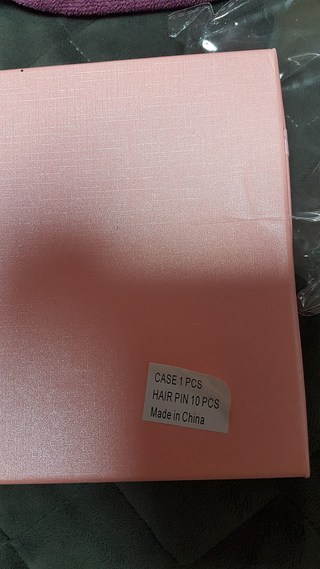 CASE 1 PCS
HAIR PIN 10 PCS
Made in China